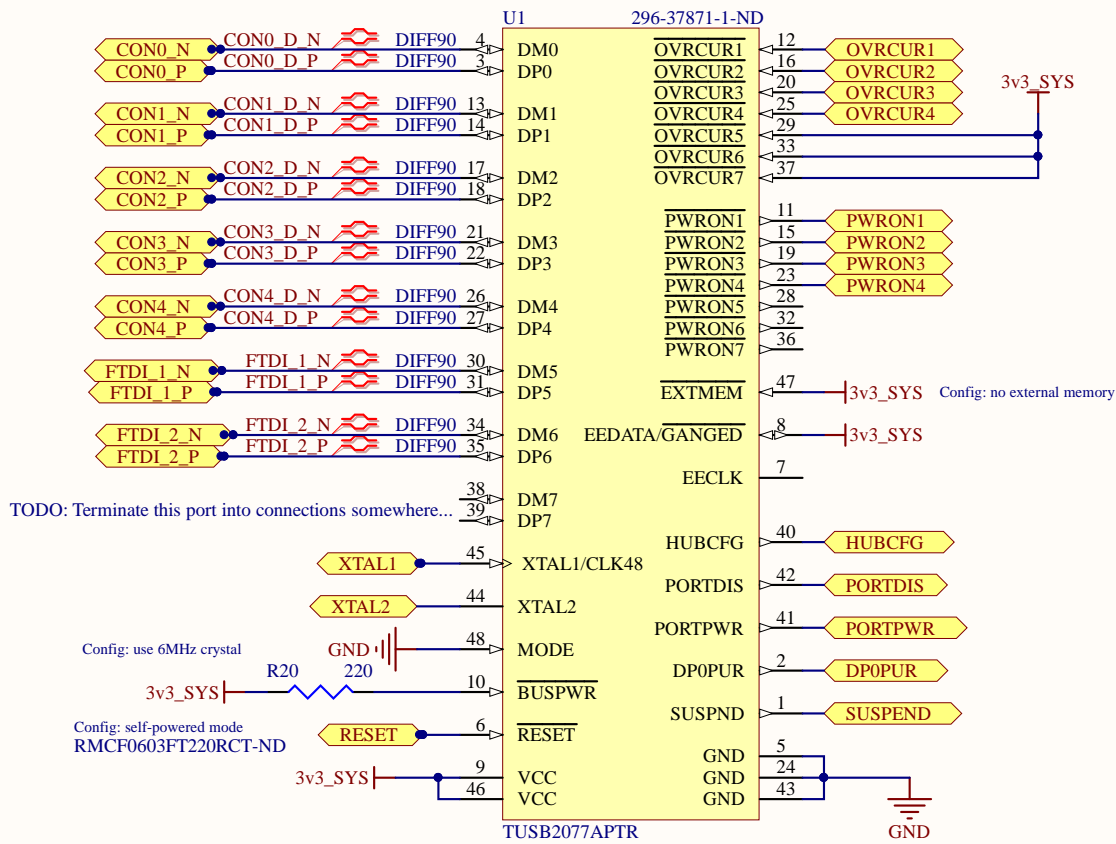 U1
296-37871-1-ND
CON0_N
CON0_D_N
DIFF90
4
DM0
CON0_P
CON0_D_P
DIFF90
3
DP0
CON1_N
CON1_D_N
DIFF90
13
DM1
CON1_P
CON1_D_P
DIFF90
14
DP1
CON2_N
CON2_D_N
DIFF90
17
DM2
CON2_P
CON2_D_P
DIFF90
18
DP2
CON3_N
CON3_D_N
DIFF90
21
DM3
CON3_P
CON3_D_P
DIFF90
22
DP3
CON4_N
CON4_D_N
DIFF90
26
DM4
CON4_P
CON4_D_P
DIFF90
27
DP4
FTDI_1_N
FTDI_1_N
DIFF90
30
DM5
FTDI_1_P
FTDI_1_P
DIFF90
31
DP5
FTDI_2_N
FTDI_2_N
DIFF90
34
DM6
FTDI_2_P
FTDI_2_P
DIFF90
35
DP6
38
DM7
TODO: Terminate this port into connections somewhere...
39
DP7
XTAL1
45
XTAL1/CLK48
XTAL2
44
XTAL2
Config: use 6MHz crystal
GND
48
MODE
3v3_SYS
R20
220
10
BUSPWR
Config: self-powered mode
RMCF0603FT220RCT-ND
RESET
6
RESET
3v3_SYS
9
VCC
46
VCC
OVRCUR1
12
OVRCUR1
OVRCUR2
16
OVRCUR2
OVRCUR3
20
OVRCUR3
OVRCUR4
25
OVRCUR4
OVRCUR5
29
OVRCUR6
33
OVRCUR7
37
3v3_SYS
PWRON1
11
PWRON1
PWRON2
15
PWRON2
PWRON3
19
PWRON3
PWRON4
23
PWRON4
PWRON5
28
PWRON6
32
PWRON7
36
EXTMEM
47
3v3_SYS
Config: no external memory
EEDATA/GANGED
8
3v3_SYS
EECLK
7
HUBCFG
40
HUBCFG
PORTDIS
42
PORTDIS
PORTPWR
41
PORTPWR
DP0PUR
2
DP0PUR
SUSPND
1
SUSPEND
GND
5
GND
24
GND
43
GND
TUSB2077APTR